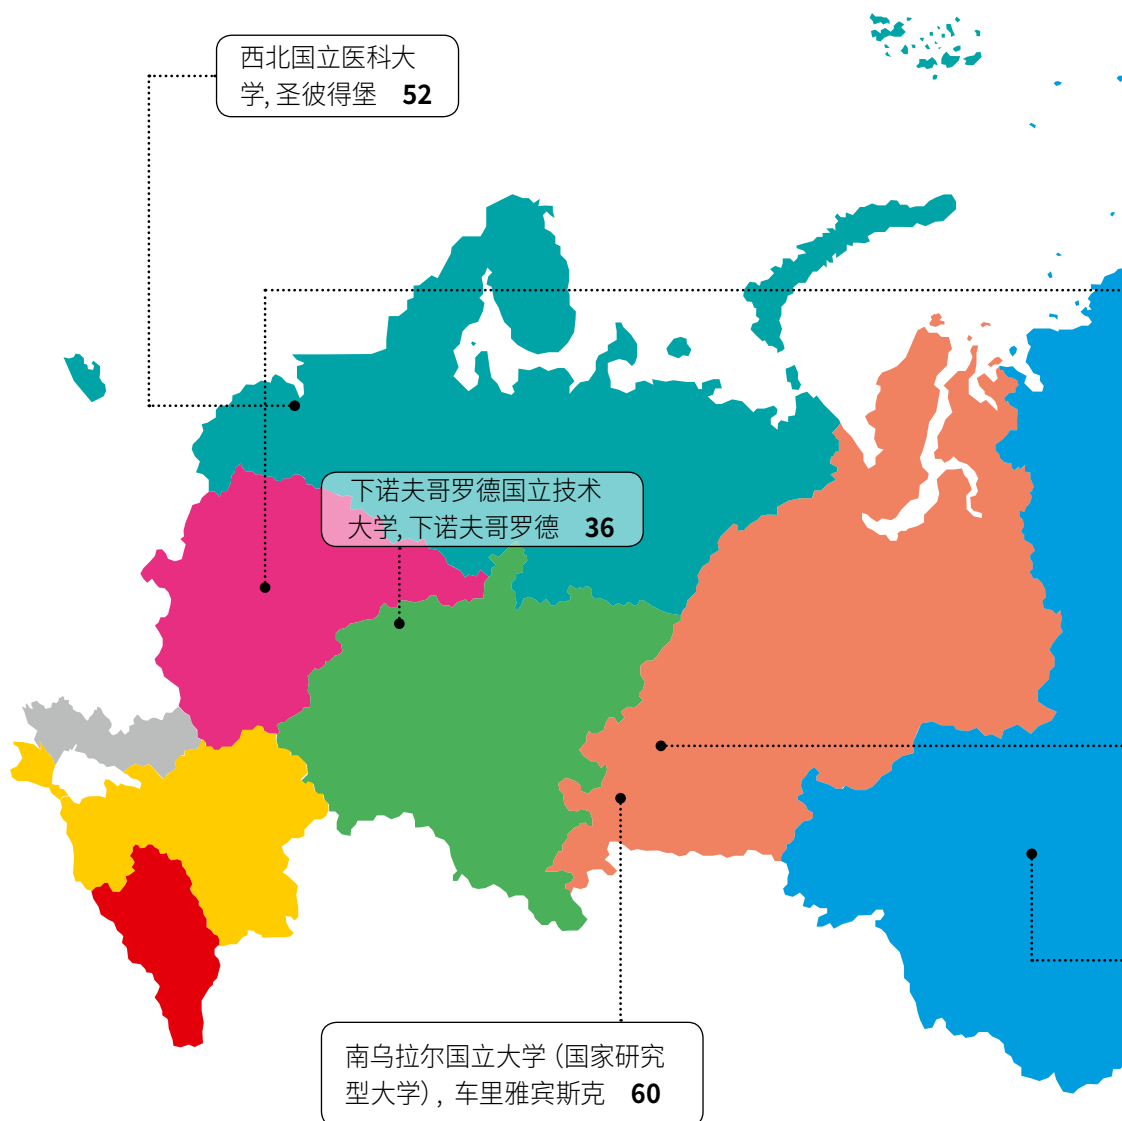 西北国立医科大
学, 圣彼得堡 52
下诺夫哥罗德国立技术
大学, 下诺夫哥罗德 36
南乌拉尔国立大学（国家研究
型大学）, 车里雅宾斯克 60